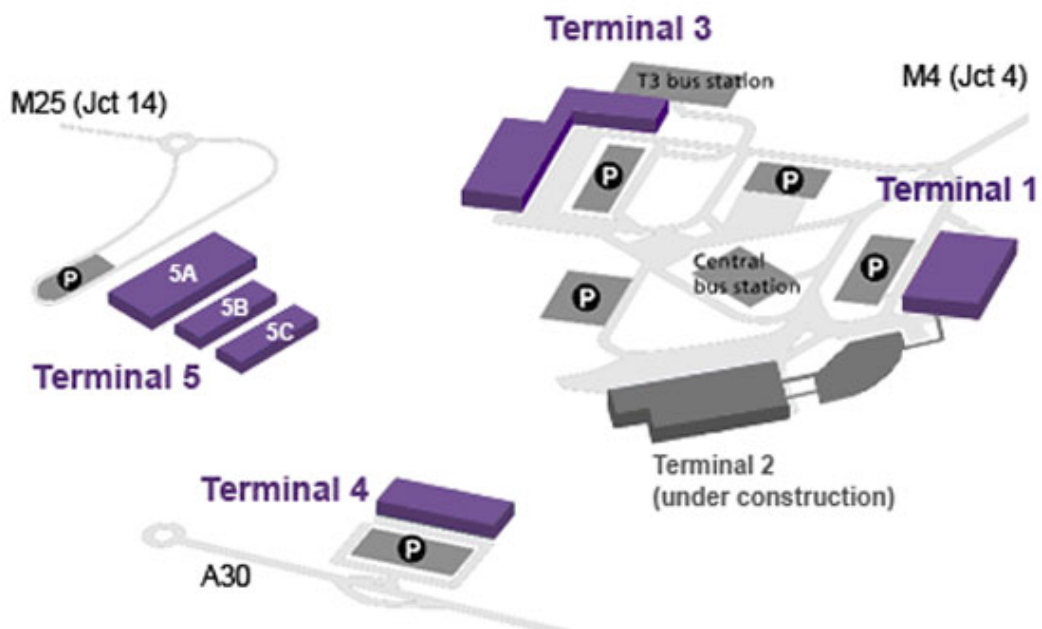 Terminal 3
T3 bus station
M4 (Jct 4)
M25 (Jct 14)
P
P
Terminal 1
P
5A
5B
5C
P
Central
bus station
P
Terminal 5
Terminal 2
(under construction)
Terminal 4
P
A30